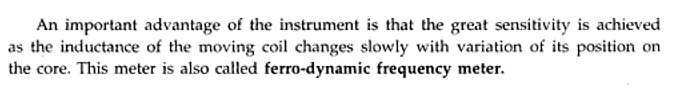 An important advantage of the instrument is that the great sensitivity is achieved
as the inductance of the moving coil changes slowly with variation of its position on
the core. This meter is also called ferro-dynamic frequency meter.